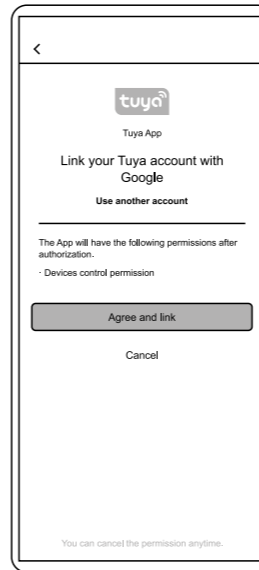 tuya
Tuya App
Link your Tuya account with
Google
Use another account
The App will have the following permissions after
authorization.
· Devices control permission
Agree and link
Cancel
You can cancel the permission anytime.